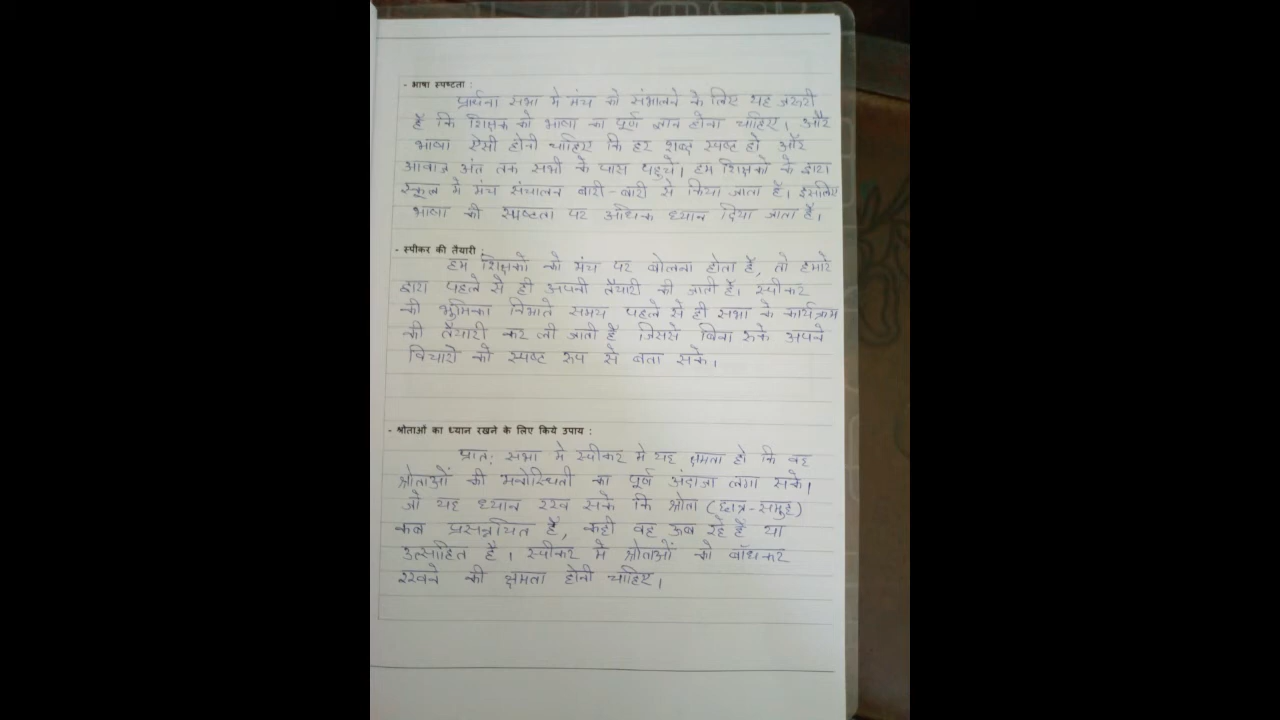 - भाषा स्पष्टता :
प्रार्थना सभा मे मंच को संभालने के लिए यह जरूरी
है कि शिक्षक को भाषा का पूर्ण ज्ञान होना चाहिए। और
भाषा ऐसी होनी चाहिए कि हर शब्द स्पष्ट हो और
आवाज अंत तक सभी के पास पहुचे। हम शिक्षको के द्वारा
स्कूल मे मंच संचालन बारी-बारी से किया जाता है। इसलिए
भाषा की स्पष्टता पर अधिक ध्यान दिया जाता है।
- स्पीकर की तैयारी :
हम शिक्षको को मंच पर बोलना होता है, तो हमारे
द्वारा पहले से ही अपनी तैयारी की जाती है। स्पीकर
की भूमिका निभाते समय पहले से ही सभा के कार्यक्रम
की तैयारी कर ली जाती है जिससे बिना रुके अपने
विचारो को स्पष्ट रूप से बता सके।
- श्रोताओं का ध्यान रखने के लिए किये उपाय :
प्रात: सभा मे स्पीकर मे यह क्षमता हो कि वह
श्रोताओं की मनोस्थिती का पूर्व अंदाजा लगा सके।
जो यह ध्यान रख सके कि श्रोता (छात्र-समुह)
कब प्रसन्नचित है, कही वह ऊब रहे है या
उत्साहित है। स्पीकर मे श्रोताओं को बाँधकर
रखने की क्षमता होनी चाहिए।